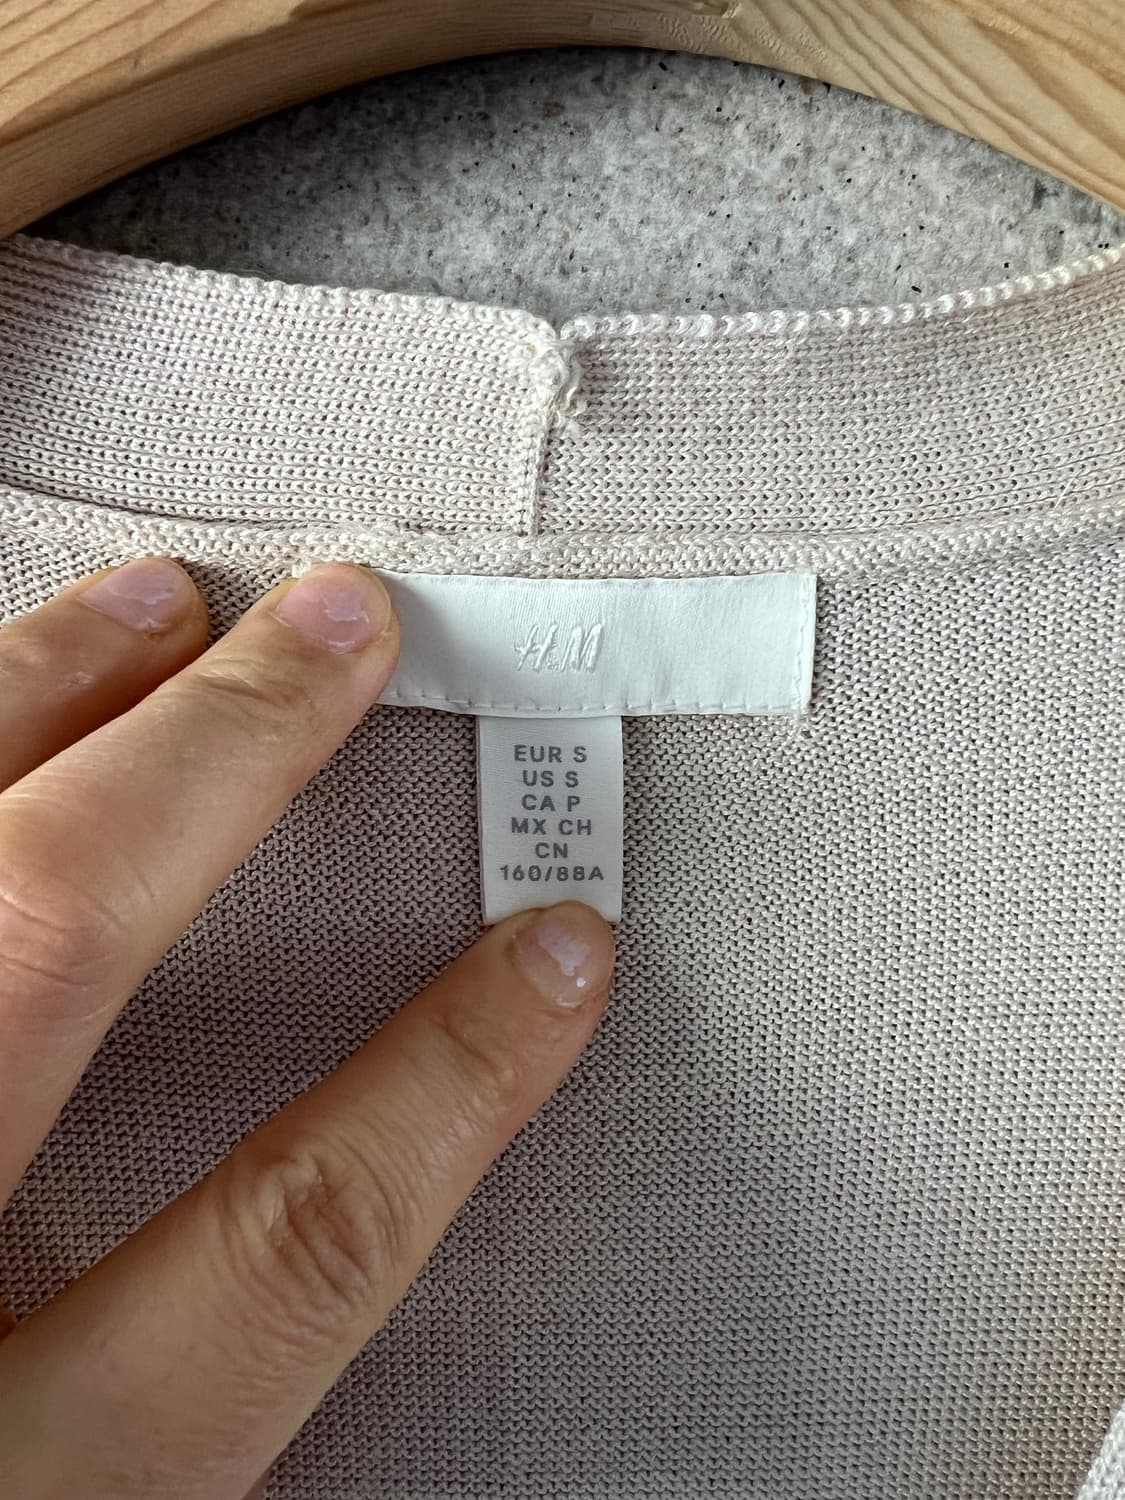 H&M
EUR S
US S
CA P
MX CH
CN
160/88A